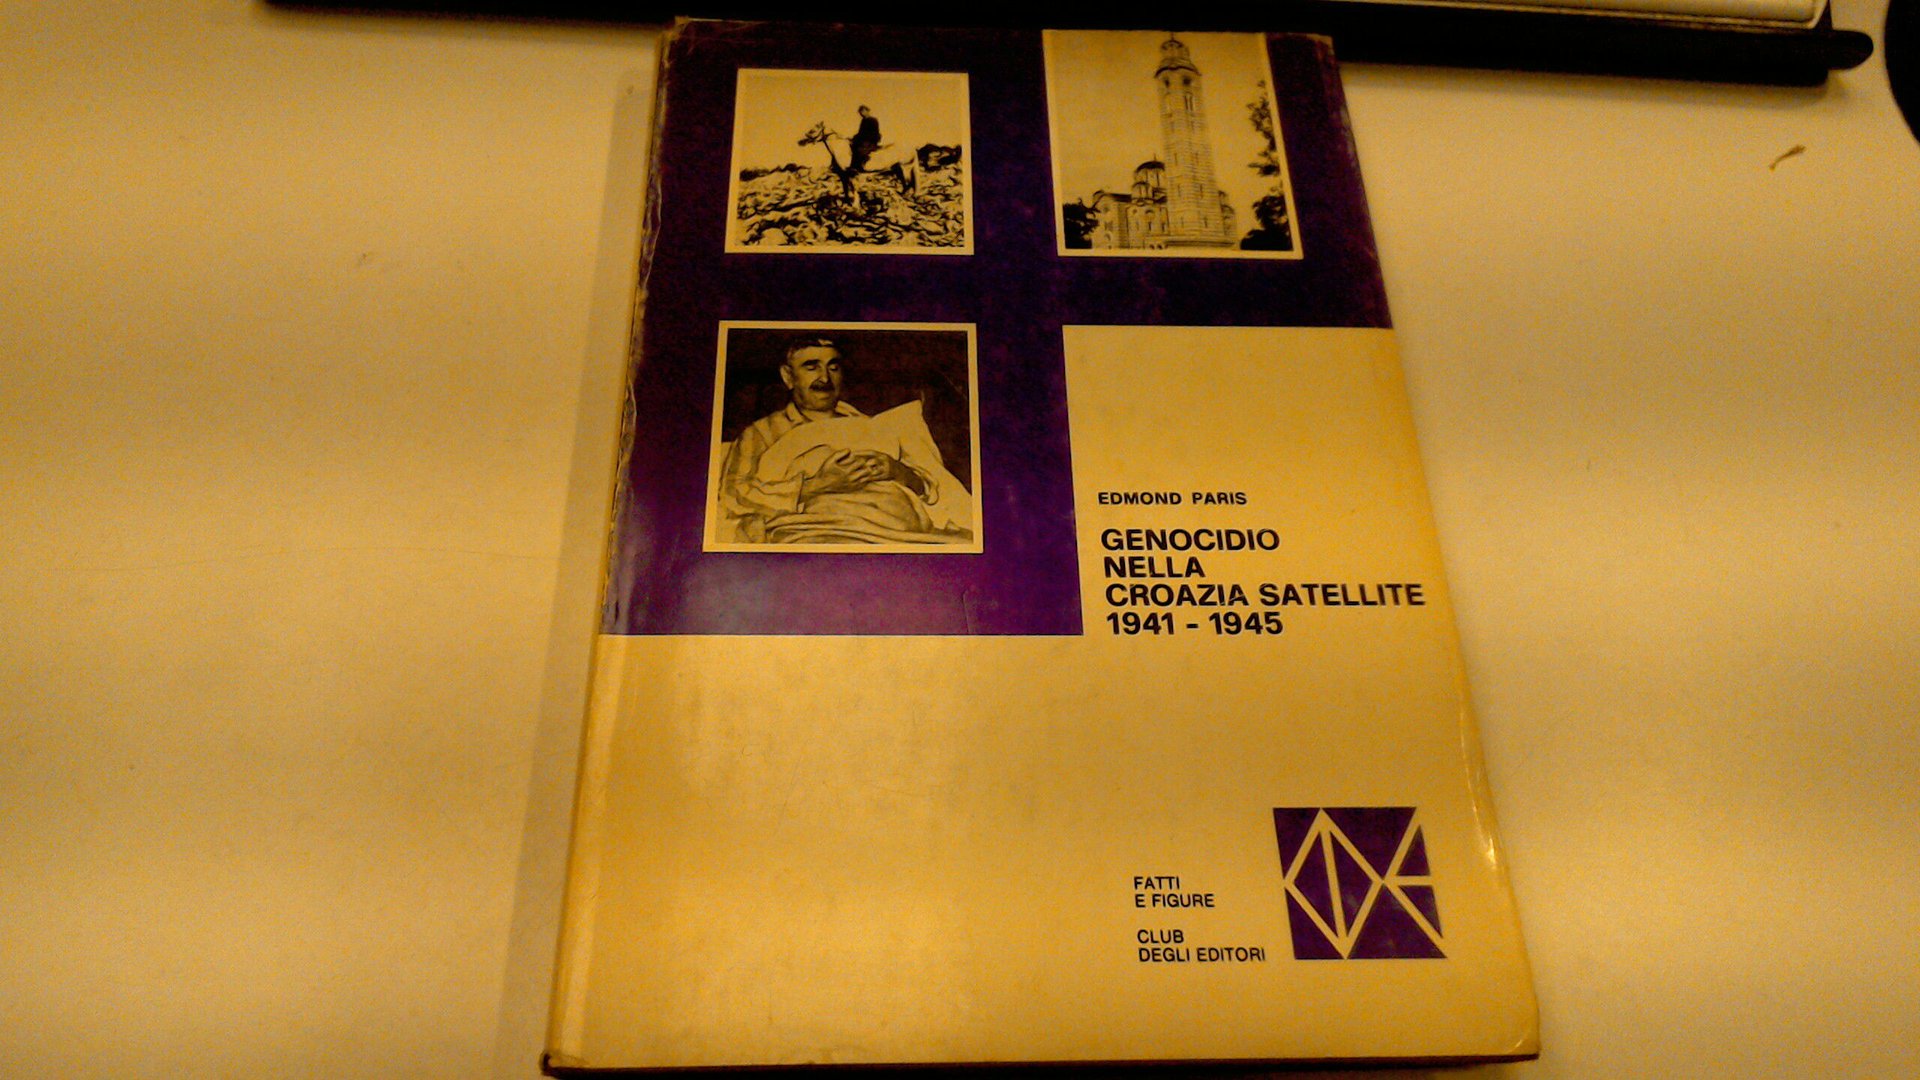 EDMOND PARIS
GENOCIDIO
NELLA
CROAZIA SATELLITE
1941 - 1945
FATTI
E FIGURE
CLUB
DEGLI EDITORI